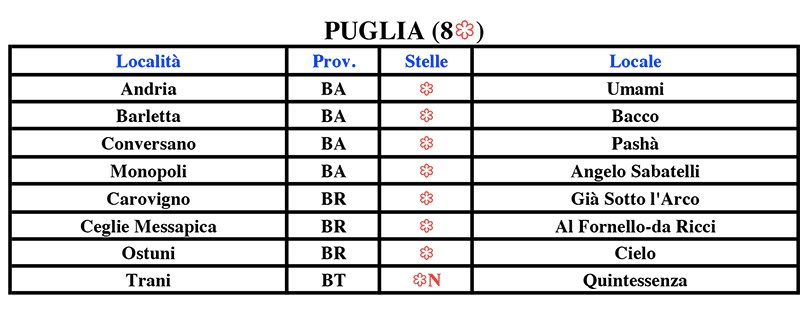 PUGLIA (8)
Località Prov. Stelle Locale
Andria BA Umami
Barletta BA Bacco
Conversano BA Pashà
Monopoli BA Angelo Sabatelli
Carovigno BR Già Sotto l'Arco
Ceglie Messapica BR Al Fornello-da Ricci
Ostuni BR Cielo
Trani BT N Quintessenza